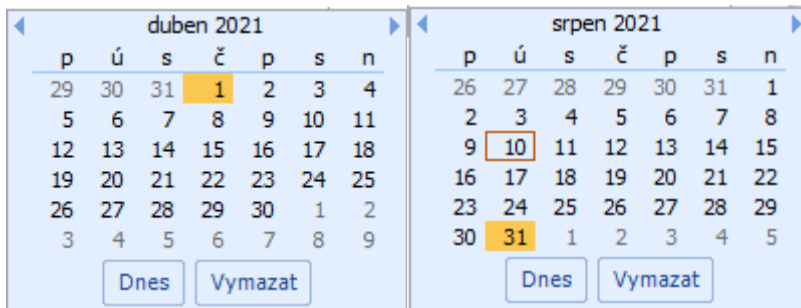 duben 2021
p ú s č p s n
29 30 31 1 2 3 4
5 6 7 8 9 10 11
12 13 14 15 16 17 18
19 20 21 22 23 24 25
26 27 28 29 30 1 2
3 4 5 6 7 8 9
Dnes Vymazat
srpen 2021
p ú s č p s n
26 27 28 29 30 31 1
2 3 4 5 6 7 8
9 10 11 12 13 14 15
16 17 18 19 20 21 22
23 24 25 26 27 28 29
30 31 1 2 3 4 5
Dnes Vymazat